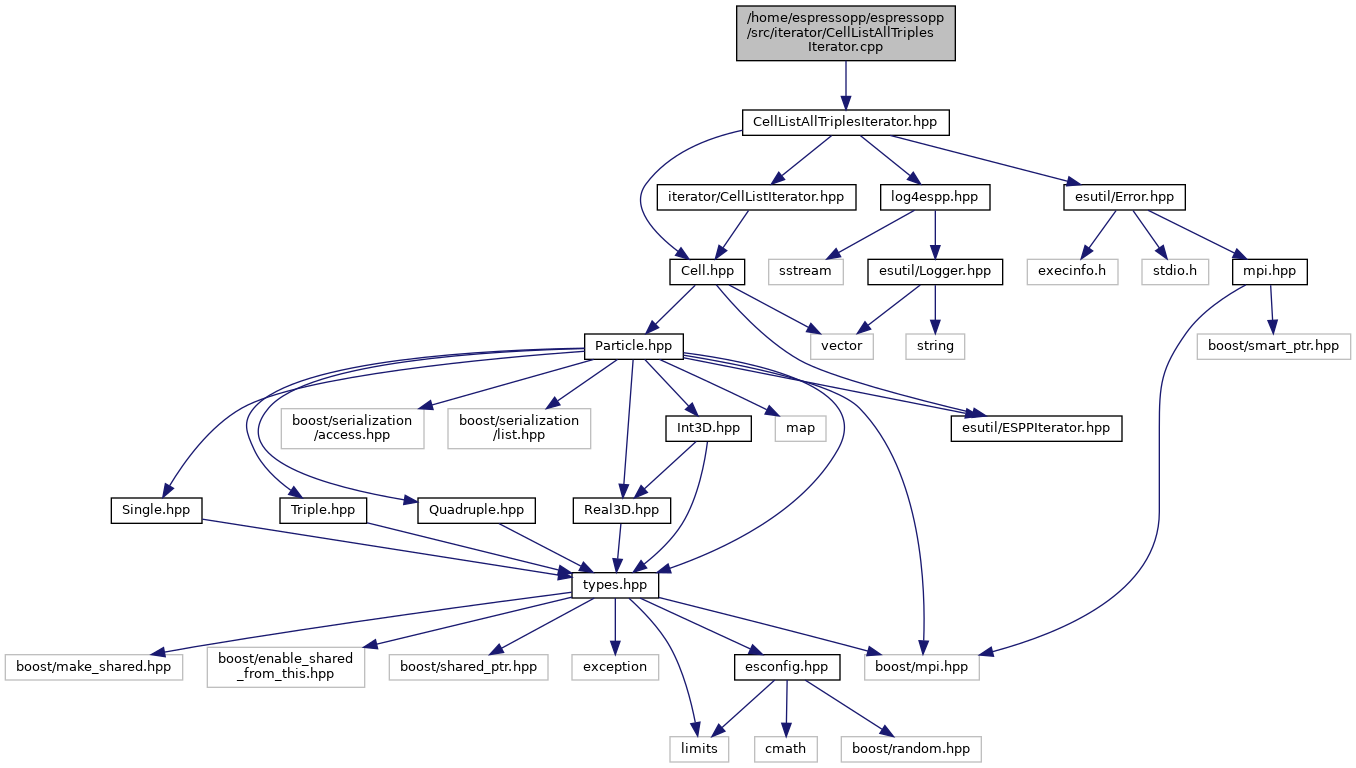 /home/espressopp/espressopp
/src/iterator/CellListAllTriples
Iterator.cpp
CellListAllTriplesIterator.hpp
iterator/CellListIterator.hpp
log4espp.hpp
esutil/Error.hpp
Cell.hpp
sstream
esutil/Logger.hpp
execinfo.h
stdio.h
mpi.hpp
Particle.hpp
vector
string
boost/smart_ptr.hpp
boost/serialization
/access.hpp
boost/serialization
/list.hpp
Int3D.hpp
map
esutil/ESPPIterator.hpp
Single.hpp
Triple.hpp
Quadruple.hpp
Real3D.hpp
types.hpp
boost/make_shared.hpp
boost/enable_shared
_from_this.hpp
boost/shared_ptr.hpp
exception
esconfig.hpp
boost/mpi.hpp
limits
cmath
boost/random.hpp